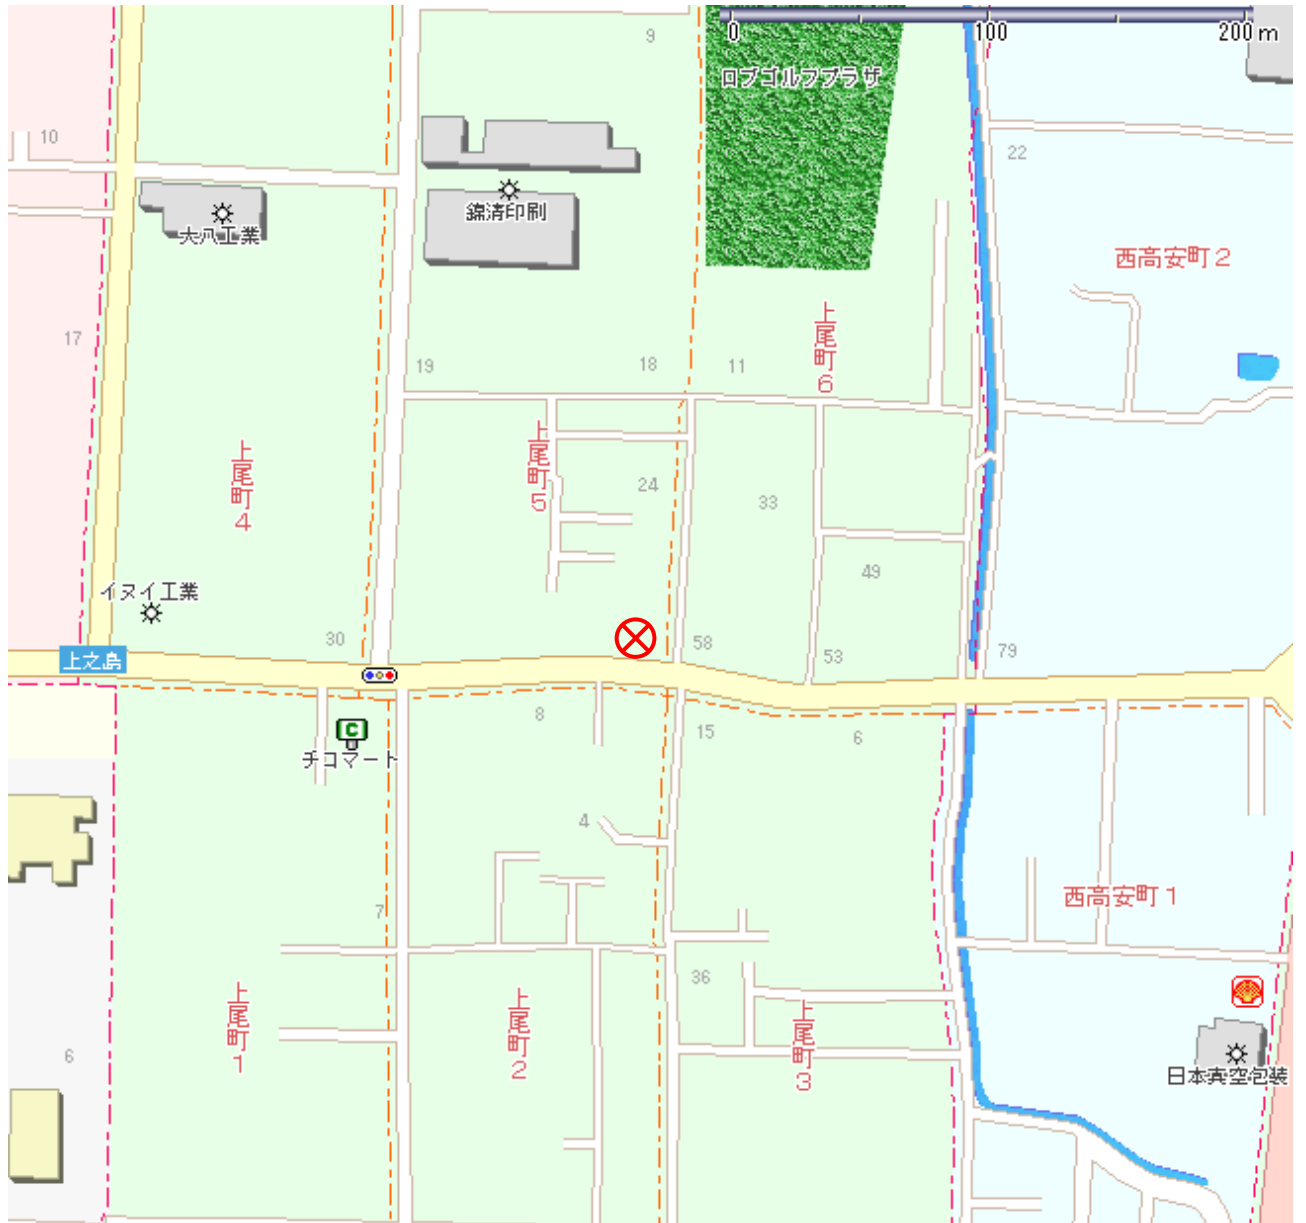 0 100 200 m
9
ロブゴルフプラザ
10
22
錦清印刷
大八工業
西高安町2
17
19
18
11
上尾町6
上尾町4
上尾町5
24
33
49
イヌイ工業
30
58
53
79
上之島
8
15
6
チコマート
4
7
西高安町1
36
上尾町1
上尾町2
上尾町3
6
日本真空包装
C